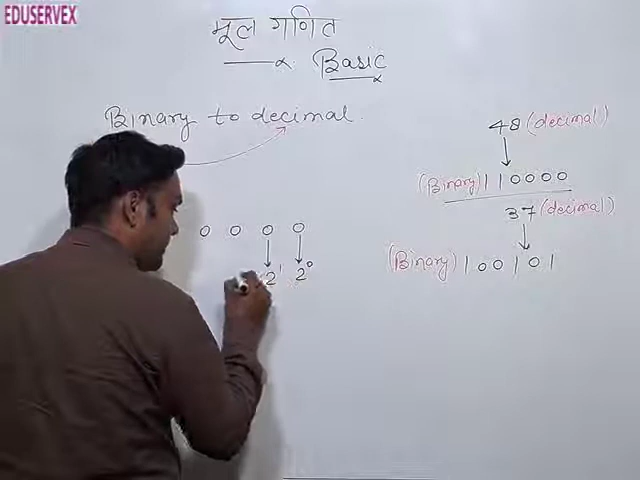 EDUSERVEX
मूल गणित
Basic
Binary to decimal.
48 (decimal)
(Binary) 110000
37 (decimal)
(Binary) 100101
0 0 0 0
2¹ 2⁰